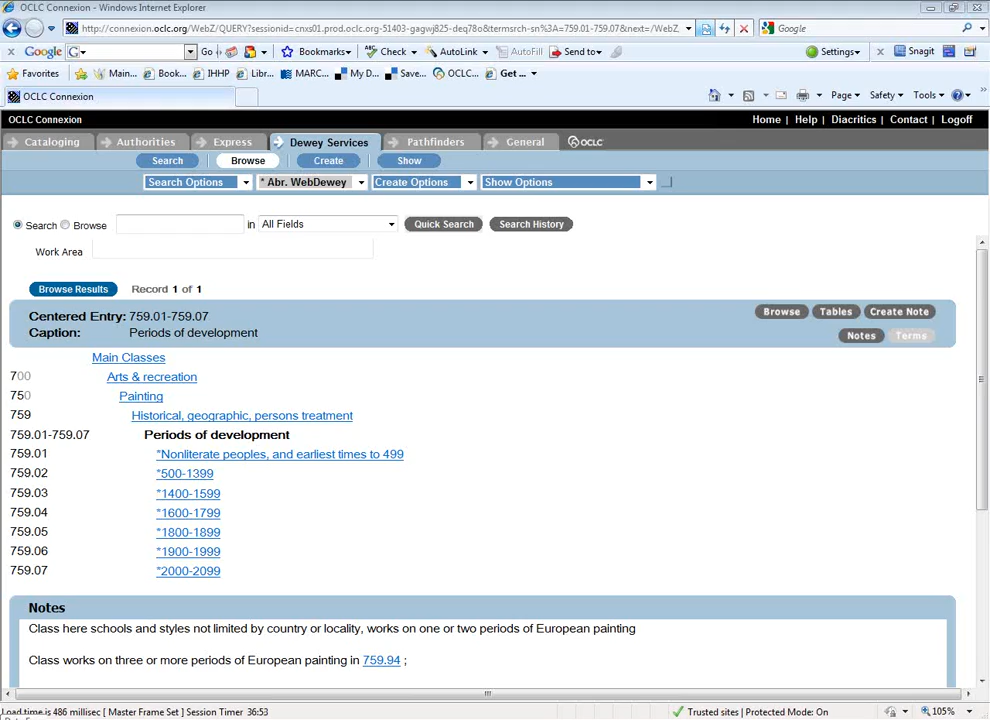 OCLC Connexion - Windows Internet Explorer
http://connexion.oclc.org/WebZ/QUERY?sessionid=cnxs01.prod.oclc.org-51403-gagwj825-deq78o&termsrch-sn%3A=759.01-759.07&next=/WebZ, Google
Google G Go Bookmarks Check AutoLink AutoFill Send to Settings Snagit
Favorites Main... Book... IHHP Libr... MARC... My D... Save... OCLC... Get ...
OCLC Connexion Page Safety Tools
OCLC Connexion Home | Help | Diacritics | Contact | Logoff
Cataloging Authorities Express Dewey Services Pathfinders General OCLC
Search Browse Create Show
Search Options * Abr. WebDewey Create Options Show Options
Search Browse in All Fields Quick Search Search History
Work Area
Browse Results Record 1 of 1
Centered Entry: 759.01-759.07 Browse Tables Create Note
Caption: Periods of development Notes Terms
Main Classes
700 Arts & recreation
750 Painting
759 Historical, geographic, persons treatment
759.01-759.07 Periods of development
759.01 *Nonliterate peoples, and earliest times to 499
759.02 *500-1399
759.03 *1400-1599
759.04 *1600-1799
759.05 *1800-1899
759.06 *1900-1999
759.07 *2000-2099
Notes
Class here schools and styles not limited by country or locality, works on one or two periods of European painting
Class works on three or more periods of European painting in 759.94 ;
Load time is 486 millisec [ Master Frame Set ] Session Timer 36:53 Trusted sites | Protected Mode: On 105%